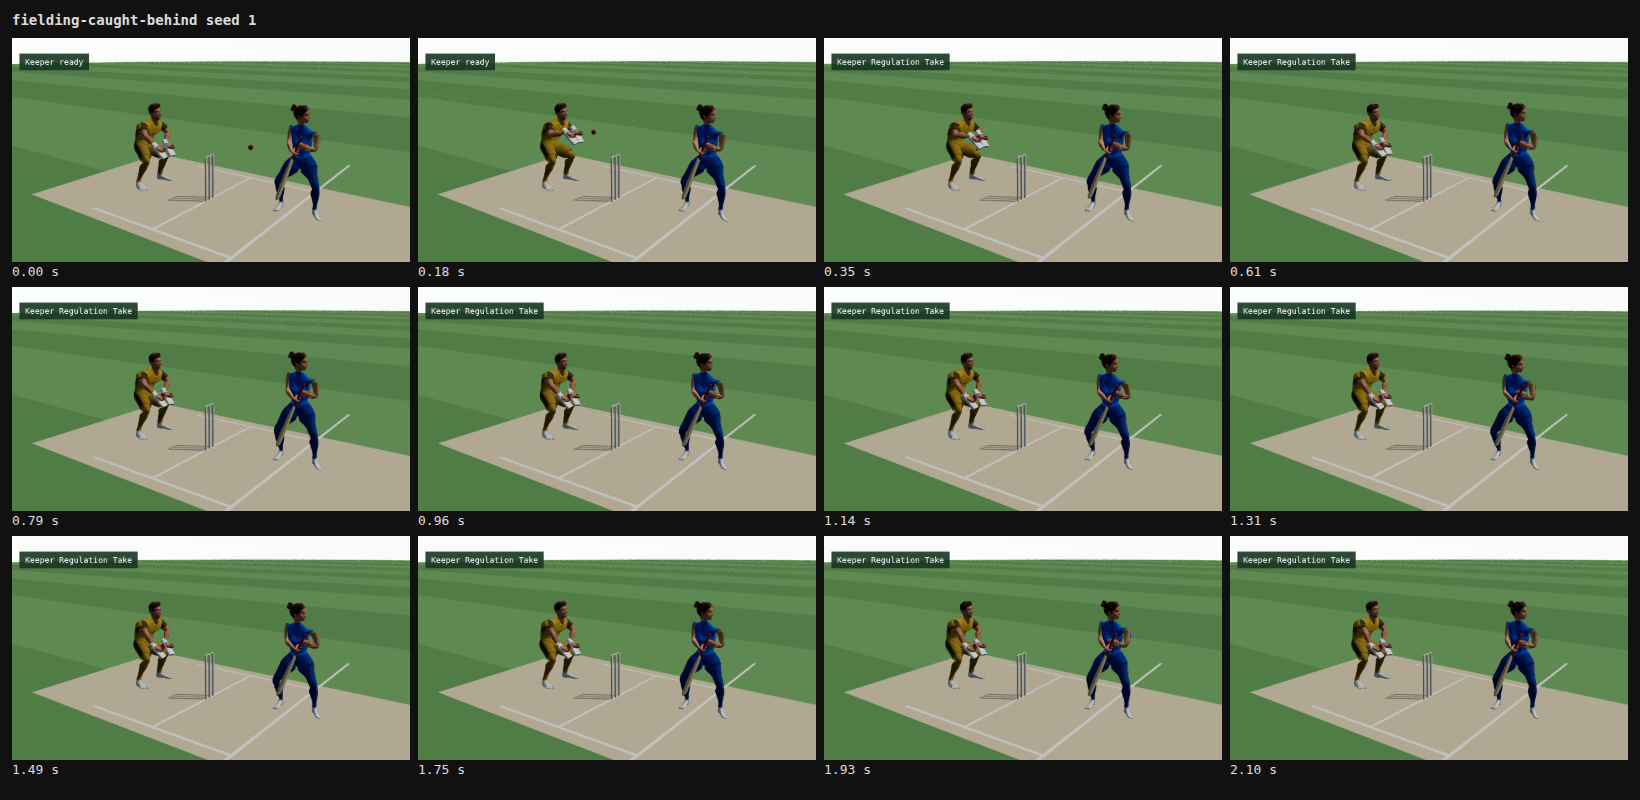 fielding-caught-behind seed 1
Keeper ready
Keeper ready
Keeper Regulation Take
Keeper Regulation Take
0.00 s
0.18 s
0.35 s
0.61 s
Keeper Regulation Take
Keeper Regulation Take
Keeper Regulation Take
Keeper Regulation Take
0.79 s
0.96 s
1.14 s
1.31 s
Keeper Regulation Take
Keeper Regulation Take
Keeper Regulation Take
Keeper Regulation Take
1.49 s
1.75 s
1.93 s
2.10 s